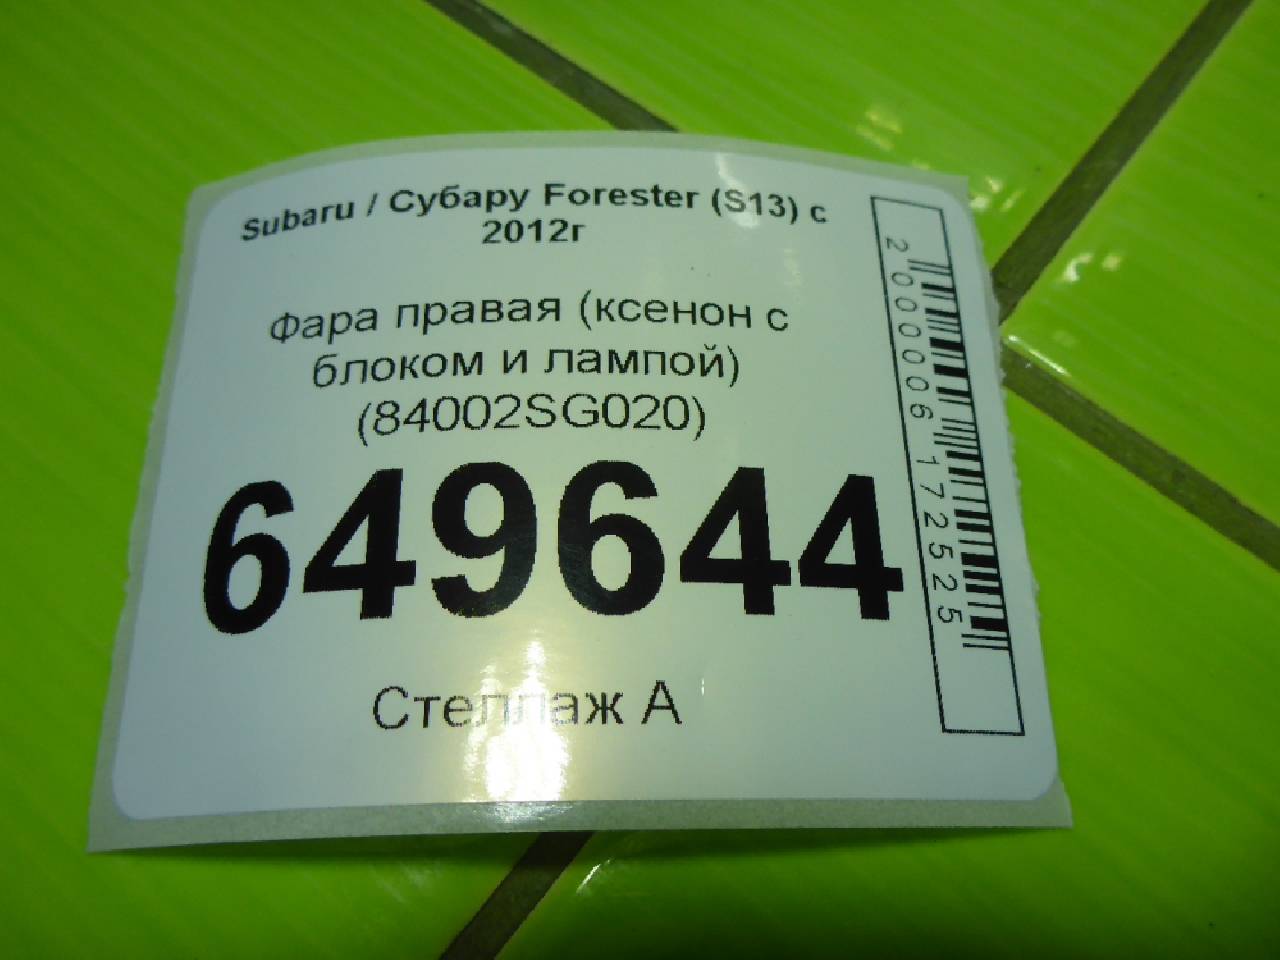 Subaru / Субару Forester (S13) с
2012г
Фара правая (ксенон с
блоком и лампой)
(84002SG020)
649644
Стеллаж А
2000006172525